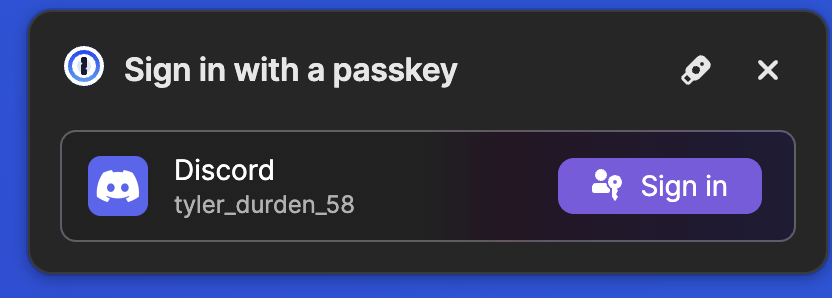 Sign in with a passkey
Discord
tyler_durden_58
Sign in